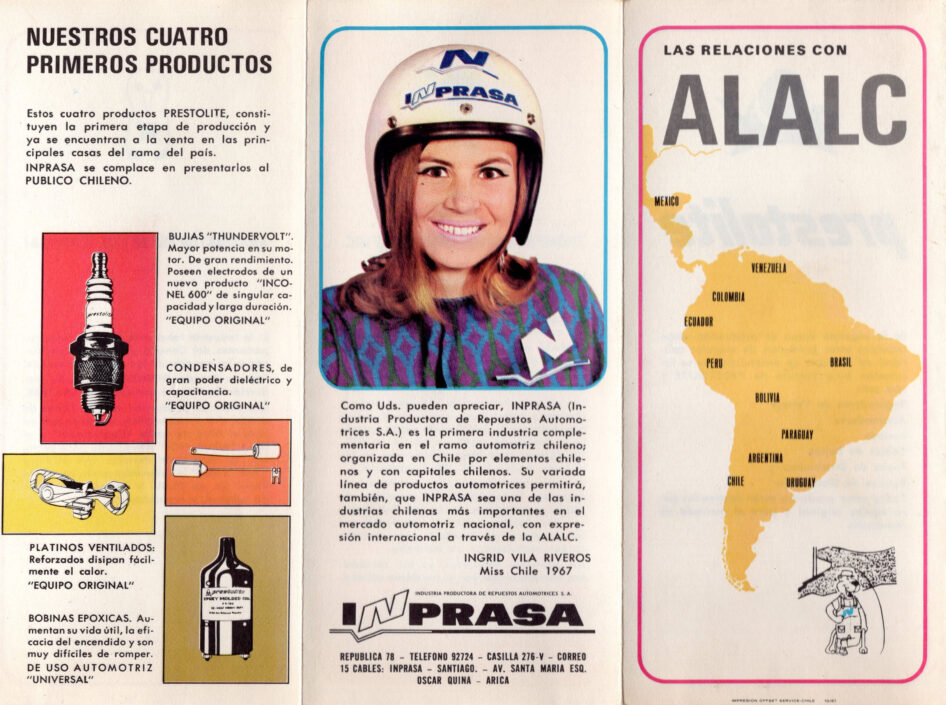 NUESTROS CUATRO
PRIMEROS PRODUCTOS
Estos cuatro productos PRESTOLITE, consti-
tuyen la primera etapa de producción y
ya se encuentran a la venta en las prin-
cipales casas del ramo del país.
INPRASA se complace en presentarlos al
PUBLICO CHILENO.
BUJIAS "THUNDERVOLT".
Mayor potencia en su mo-
tor. De gran rendimiento.
Poseen electrodos de un
nuevo producto "INCO-
NEL 600" de singular ca-
pacidad y larga duración.
"EQUIPO ORIGINAL"
prestolite
CONDENSADORES, de
gran poder dieléctrico y
capacitancia.
"EQUIPO ORIGINAL"
PLATINOS VENTILADOS:
Reforzados disipan fácil-
mente el calor.
"EQUIPO ORIGINAL"
BOBINAS EPOXICAS. Au-
mentan su vida útil, la efi-
cacia del encendido y son
muy difíciles de romper.
DE USO AUTOMOTRIZ
"UNIVERSAL"
prestolite
EPOXY MOLDED COIL
N
INPRASA
N
Como Uds. pueden apreciar, INPRASA (In-
dustria Productora de Repuestos Automo-
trices S.A.) es la primera industria comple-
mentaria en el ramo automotriz chileno;
organizada en Chile por elementos chile-
nos y con capitales chilenos. Su variada
línea de productos automotrices permitirá,
también, que INPRASA sea una de las in-
dustrias chilenas más importantes en el
mercado automotriz nacional, con expre-
sión internacional a través de la ALALC.
INGRID VILA RIVEROS
Miss Chile 1967
INDUSTRIA PRODUCTORA DE REPUESTOS AUTOMOTRICES S. A.
INPRASA
REPUBLICA 78 - TELEFONO 92724 - CASILLA 276-V - CORREO
15 CABLES: INPRASA - SANTIAGO. - AV. SANTA MARIA ESQ.
OSCAR QUINA - ARICA
LAS RELACIONES CON
ALALC
MEXICO
VENEZUELA
COLOMBIA
ECUADOR
PERU
BRASIL
BOLIVIA
PARAGUAY
ARGENTINA
CHILE
URUGUAY
N
IMPRESION OFFSET SERVICE-CHILE